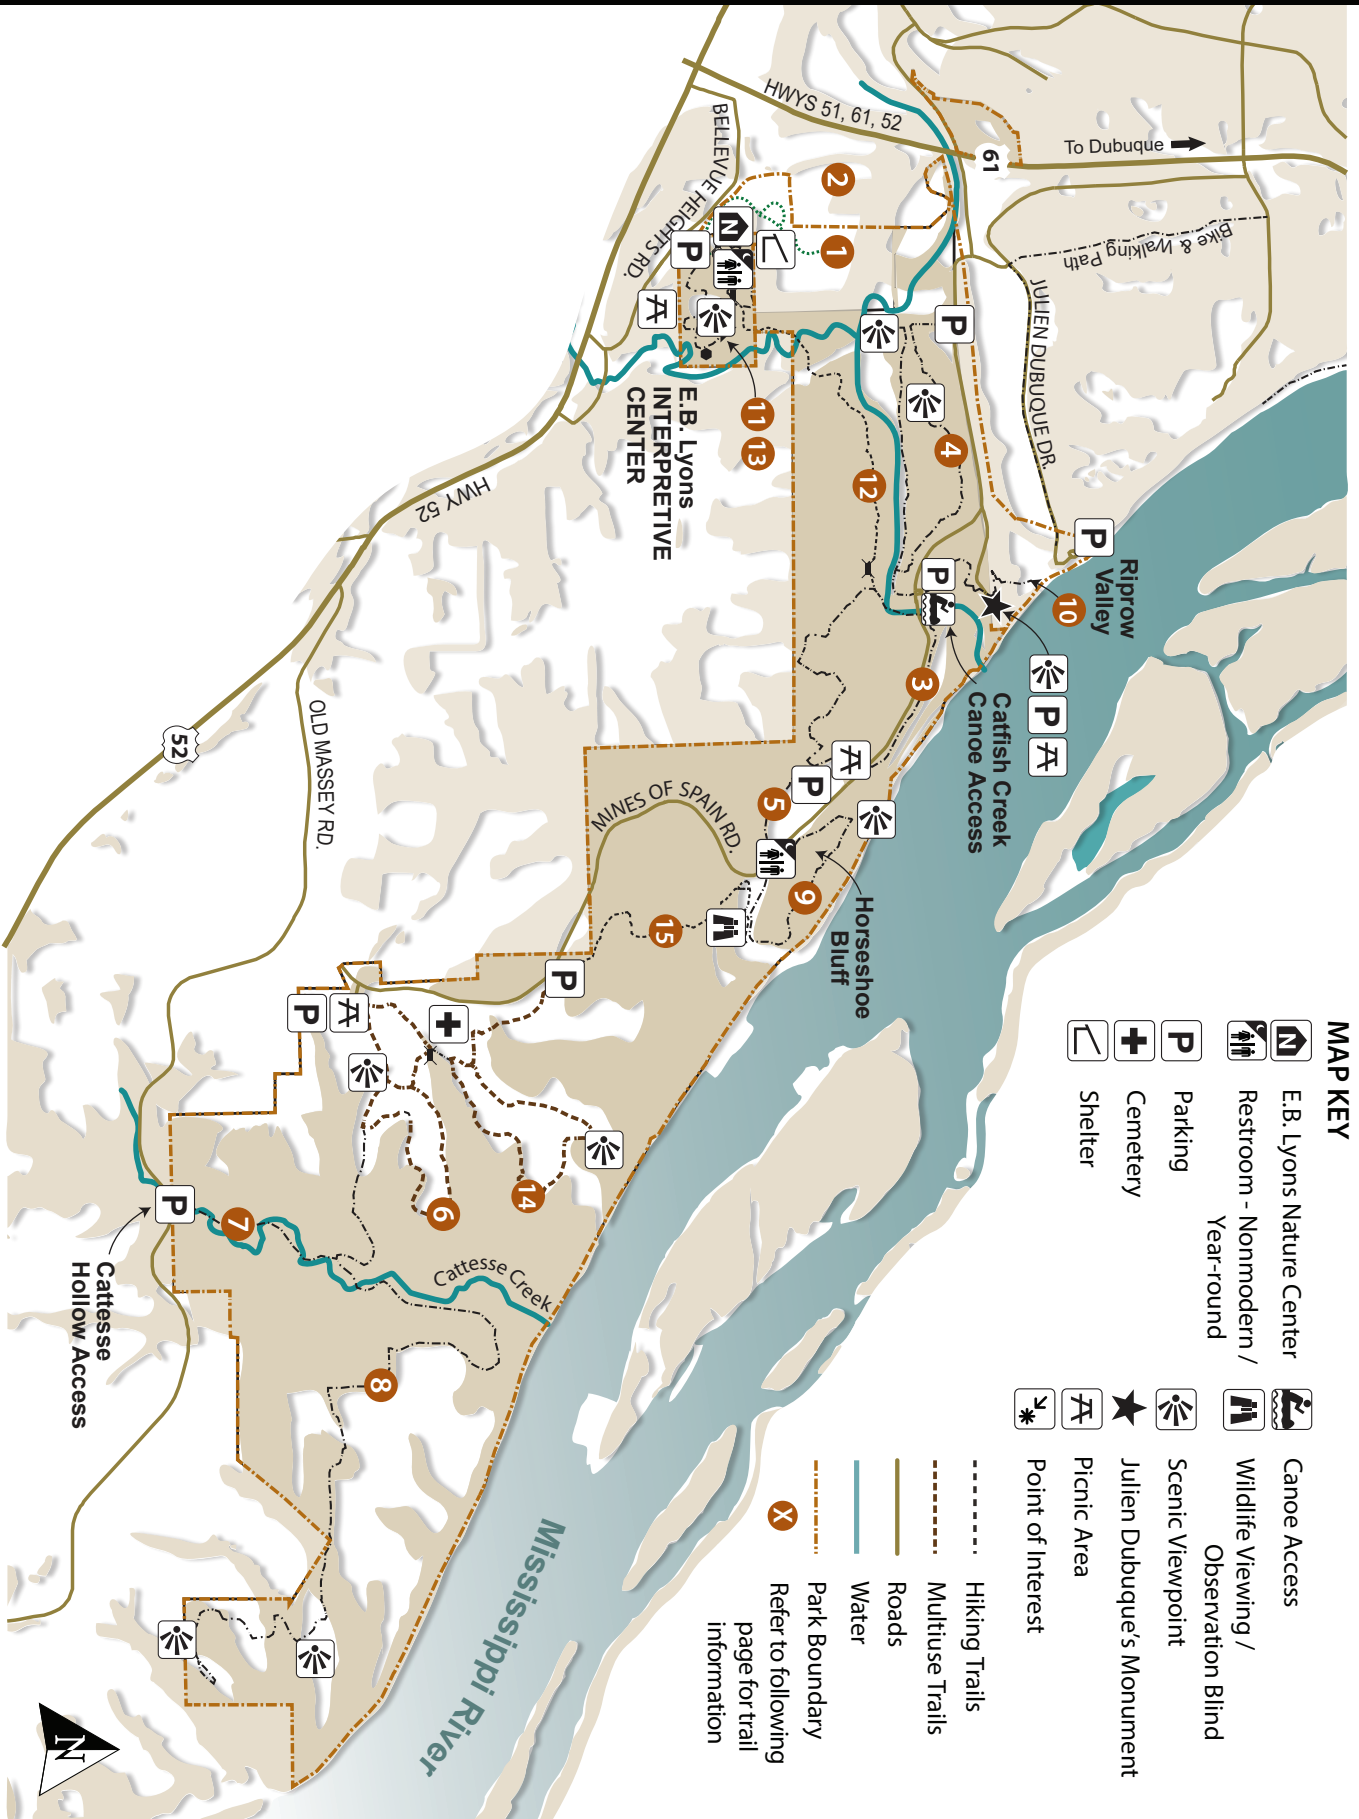 MAP KEY
E.B. Lyons Nature Center
Restroom - Nonmodern /
Year-round
Parking
Cemetery
Shelter
Canoe Access
Wildlife Viewing /
Observation Blind
Scenic Viewpoint
Julien Dubuque's Monument
Picnic Area
Point of Interest
Hiking Trails
Multiuse Trails
Roads
Water
Park Boundary
X
Refer to following
page for trail
information
HWYS 51, 61, 52
61
To Dubuque
Bike & Walking Path
JULIEN DUBUQUE DR.
BELLEVUE HEIGHTS RD.
2
1
N
P
P
E.B. Lyons
INTERPRETIVE
CENTER
11 13
4
12
HWY 52
P
Riprow
Valley
10
P
P
Catfish Creek
Canoe Access
3
P
5
MINES OF SPAIN RD.
OLD MASSEY RD.
52
9
Horseshoe
Bluff
15
P
P
14
6
7
P
Cattesse
Hollow Access
Cattesse Creek
8
Mississippi River
N
N
P